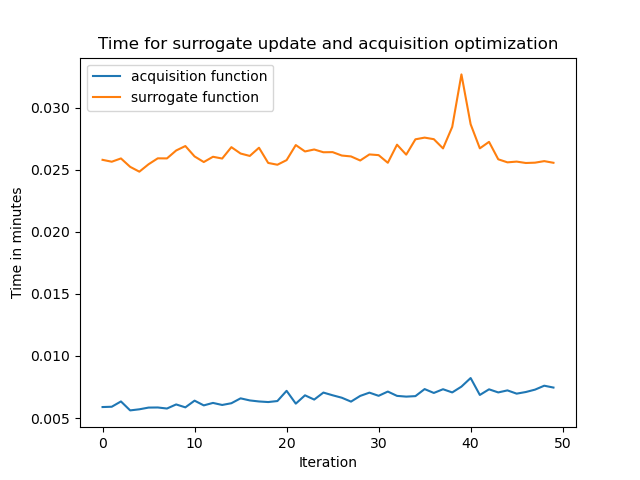 Time for surrogate update and acquisition optimization
acquisition function
surrogate function
0.030
0.025
0.020
0.015
0.010
0.005
Time in minutes
0 10 20 30 40 50
Iteration